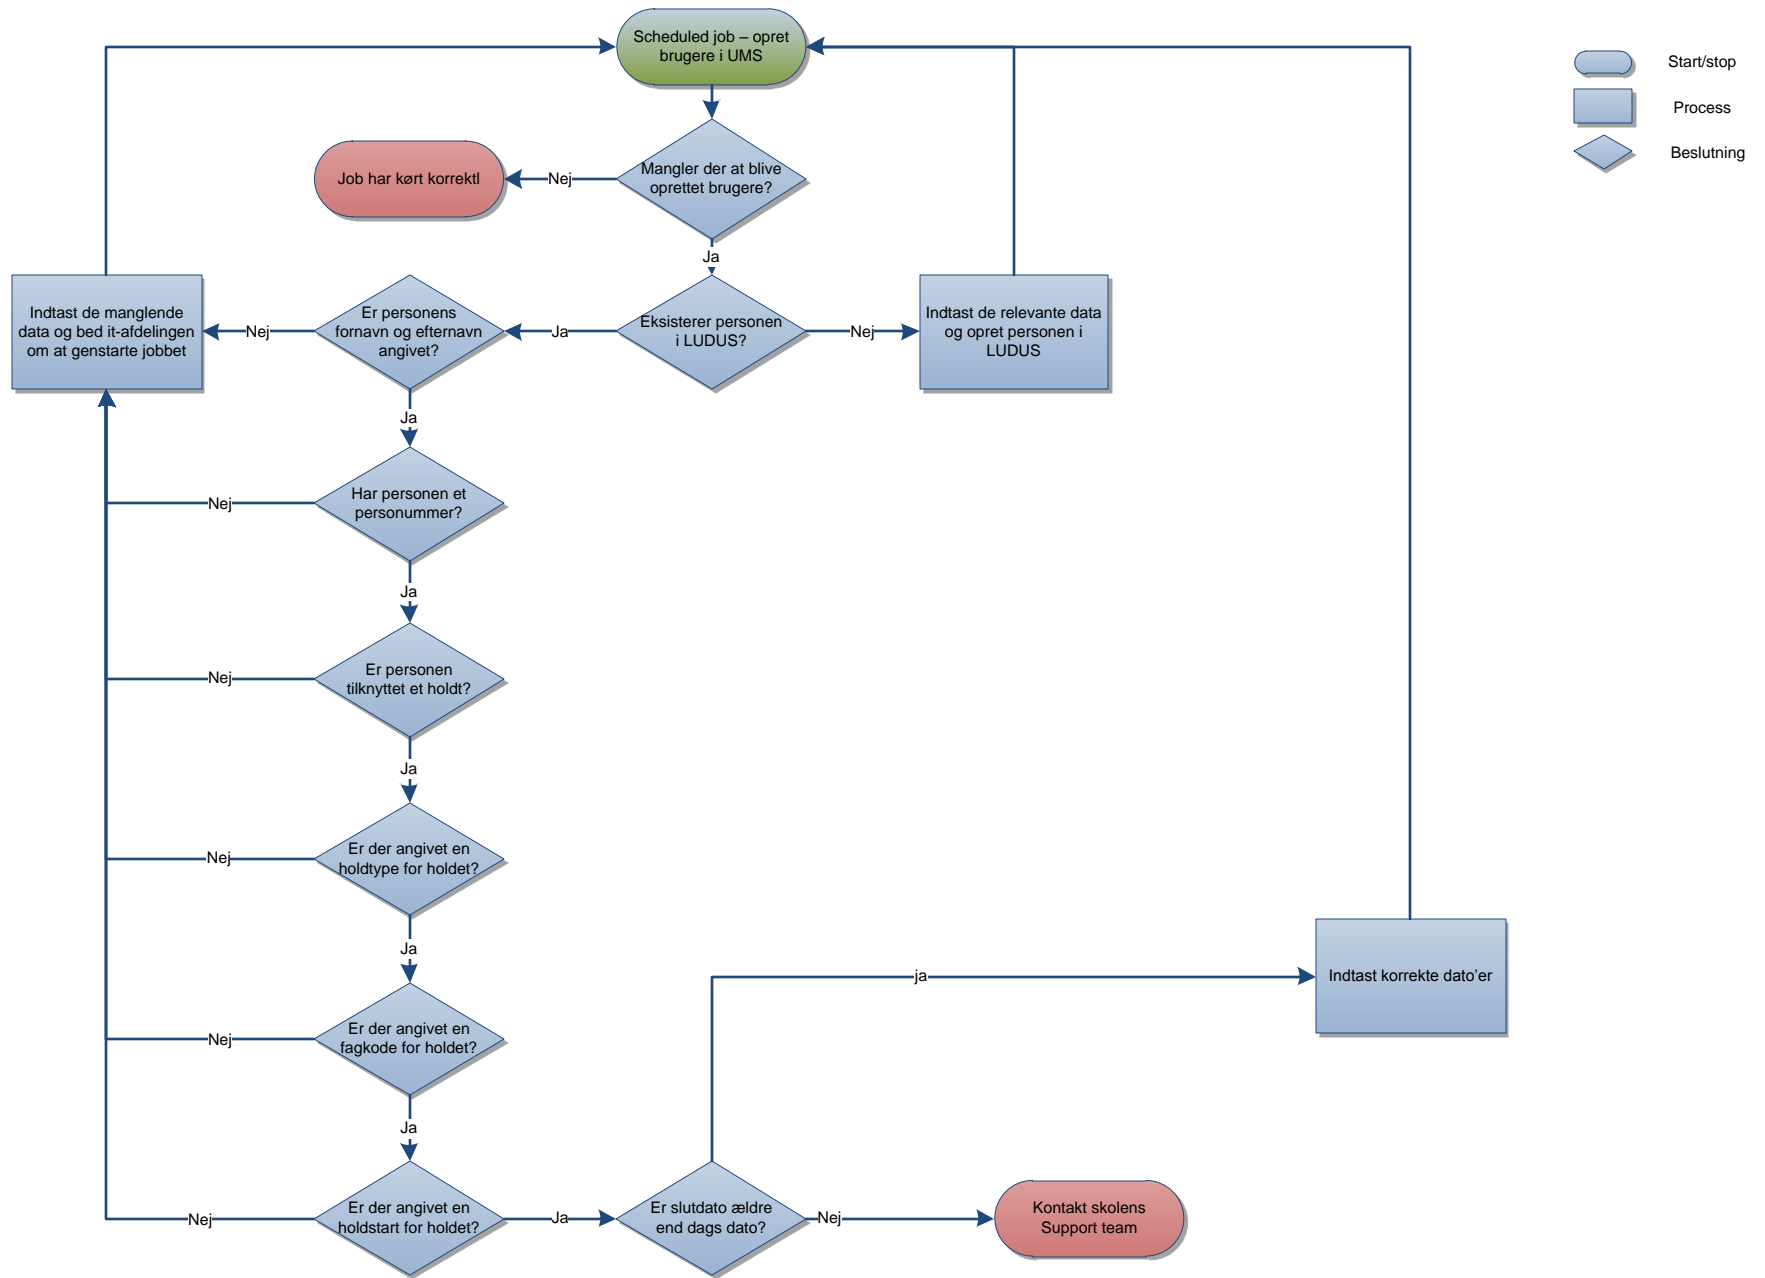 Scheduled job – opret
brugere i UMS
Start/stop
Process
Beslutning
Mangler der at blive
oprettet brugere?
Nej
Job har kørt korrektl
Ja
Indtast de manglende
data og bed it-afdelingen
om at genstarte jobbet
Nej
Er personens
fornavn og efternavn
angivet?
Ja
Eksisterer personen
i LUDUS?
Nej
Indtast de relevante data
og opret personen i
LUDUS
Ja
Nej
Har personen et
personummer?
Ja
Nej
Er personen
tilknyttet et holdt?
Ja
Nej
Er der angivet en
holdtype for holdet?
Ja
ja
Indtast korrekte dato’er
Nej
Er der angivet en
fagkode for holdet?
Ja
Nej
Er der angivet en
holdstart for holdet?
Ja
Er slutdato ældre
end dags dato?
Nej
Kontakt skolens
Support team